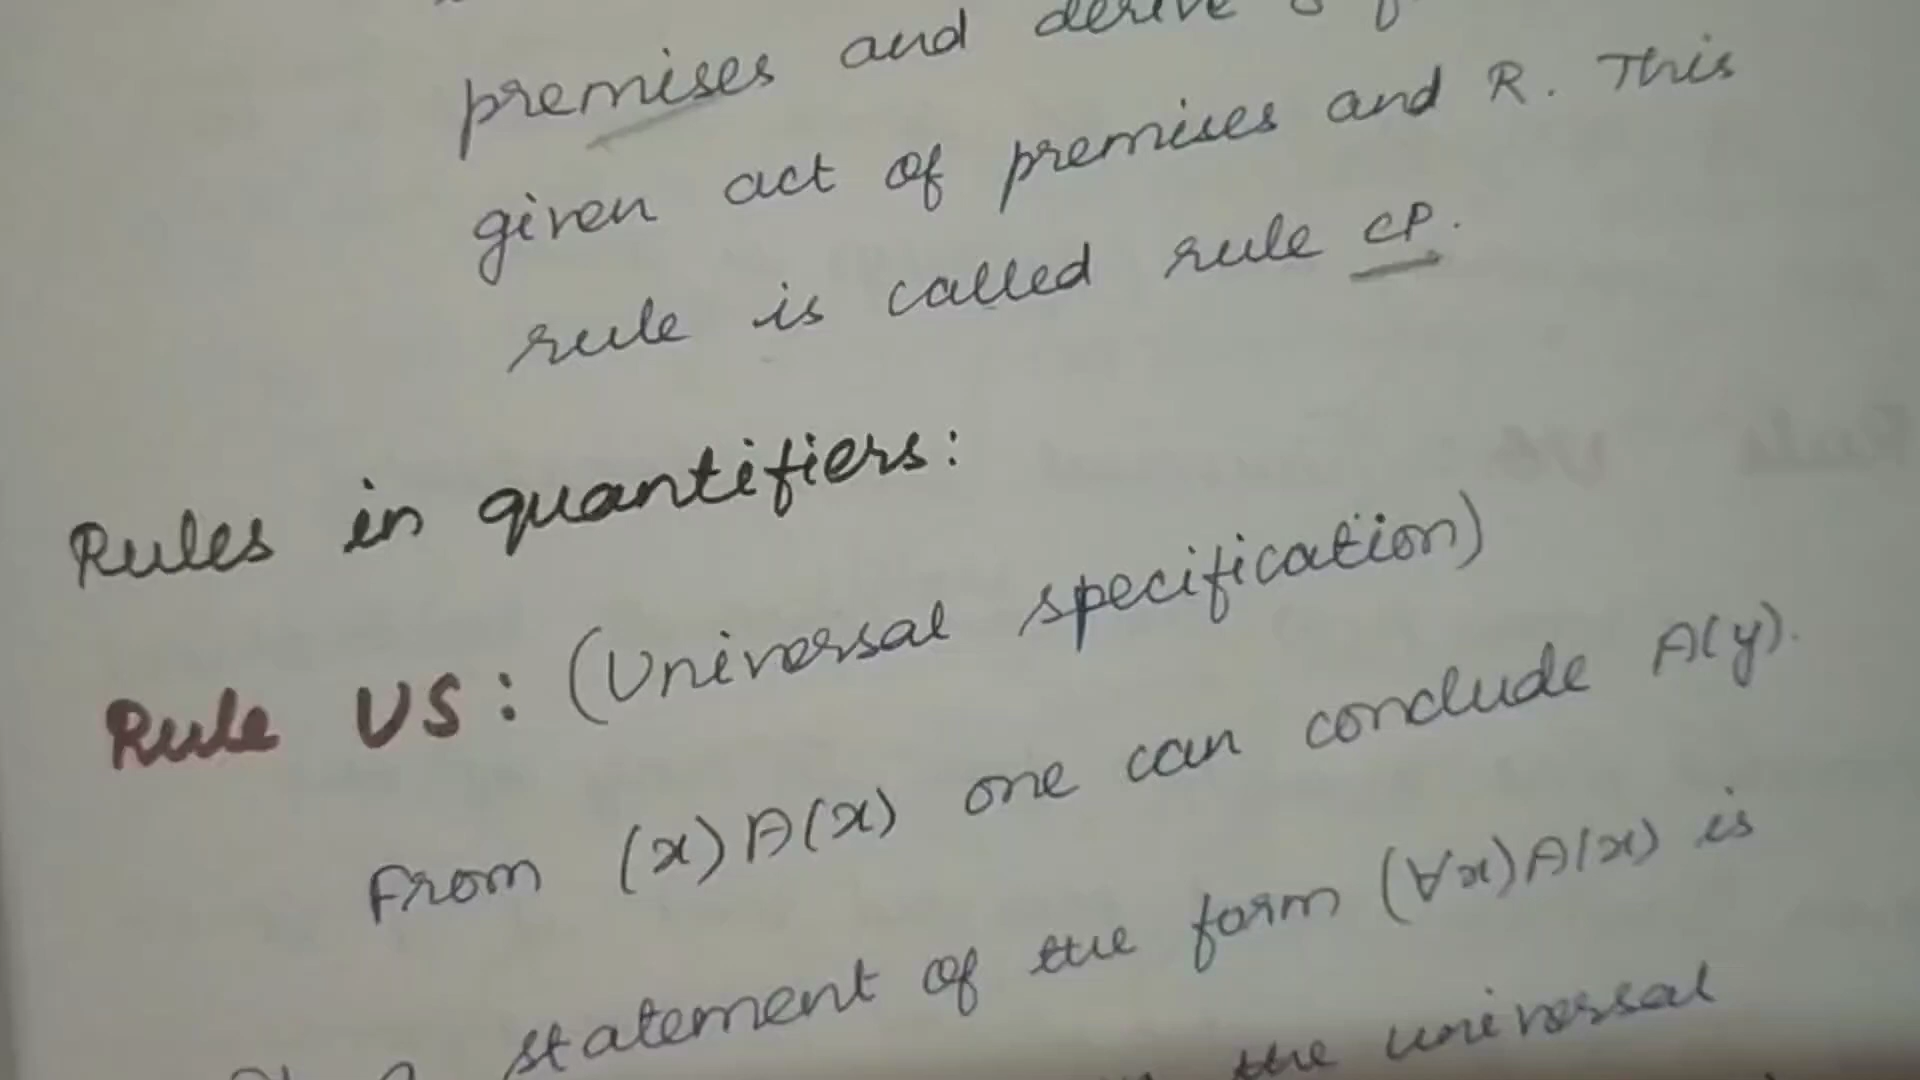 premises and derive S
given act of premises and R. This
rule is called rule CP.
Rules in quantifiers:
Rule US: (Universal specification)
From (x)A(x) one can conclude A(y).
statement of the form (∀x)A(x) is
the universal